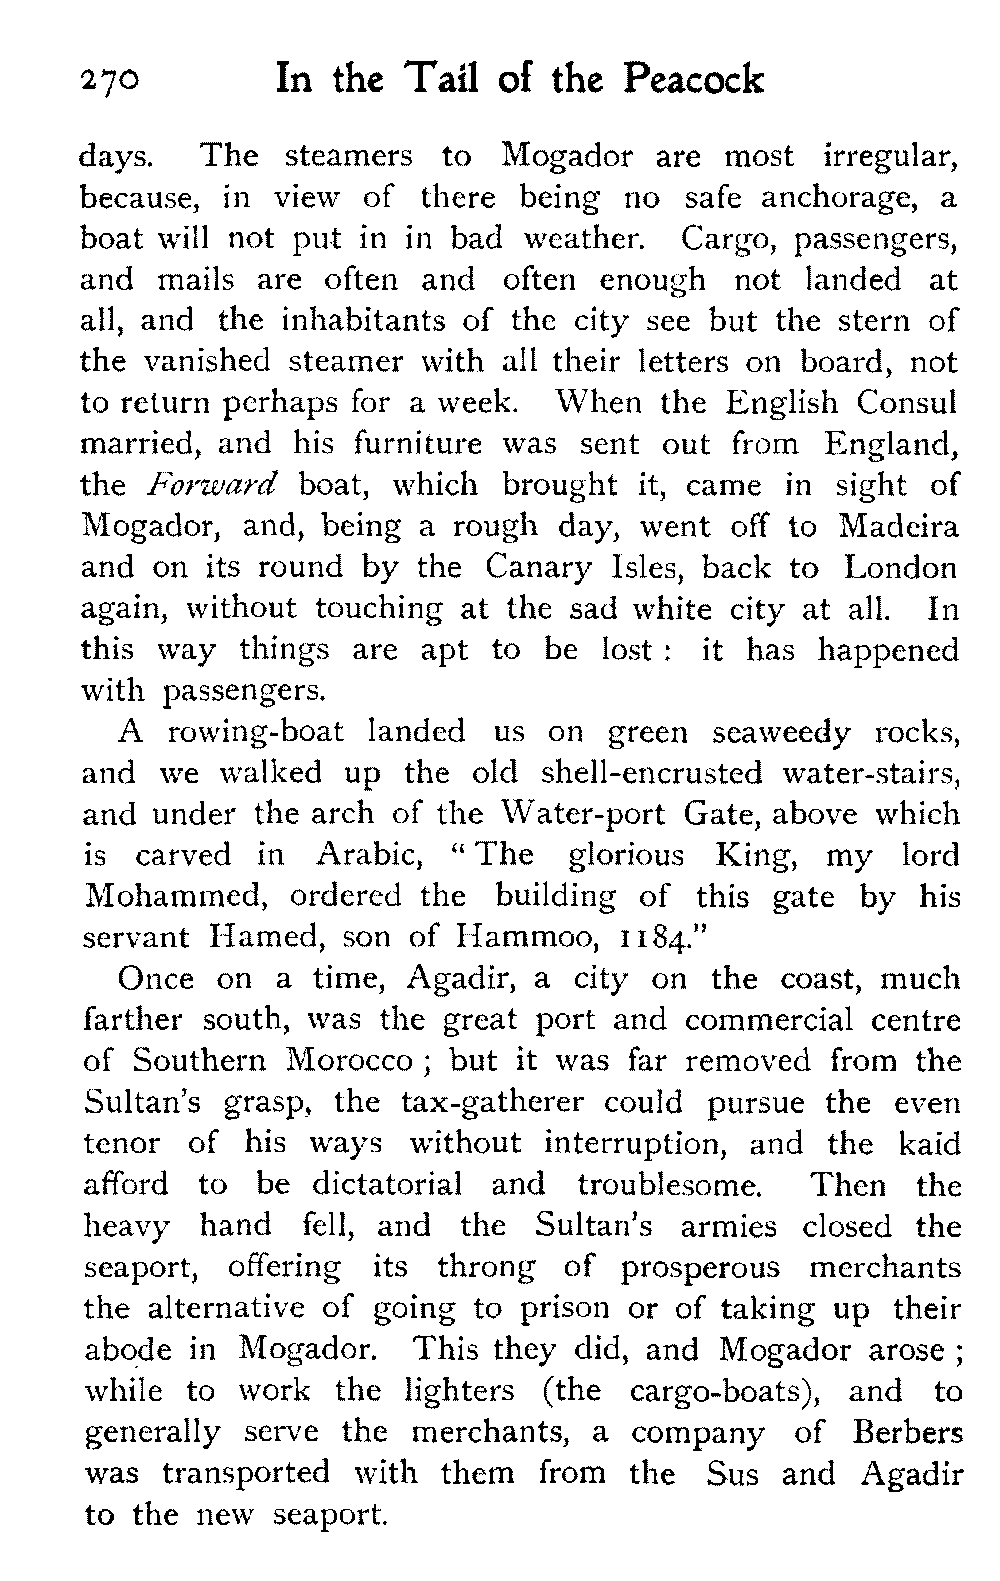 270 In the Tail of the Peacock
days. The steamers to Mogador are most irregular,
because, in view of there being no safe anchorage, a
boat will not put in in bad weather. Cargo, passengers,
and mails are often and often enough not landed at
all, and the inhabitants of the city see but the stern of
the vanished steamer with all their letters on board, not
to return perhaps for a week. When the English Consul
married, and his furniture was sent out from England,
the Forward boat, which brought it, came in sight of
Mogador, and, being a rough day, went off to Madeira
and on its round by the Canary Isles, back to London
again, without touching at the sad white city at all. In
this way things are apt to be lost : it has happened
with passengers.
A rowing-boat landed us on green seaweedy rocks,
and we walked up the old shell-encrusted water-stairs,
and under the arch of the Water-port Gate, above which
is carved in Arabic, “ The glorious King, my lord
Mohammed, ordered the building of this gate by his
servant Hamed, son of Hammoo, 1184.”
Once on a time, Agadir, a city on the coast, much
farther south, was the great port and commercial centre
of Southern Morocco ; but it was far removed from the
Sultan’s grasp, the tax-gatherer could pursue the even
tenor of his ways without interruption, and the kaid
afford to be dictatorial and troublesome. Then the
heavy hand fell, and the Sultan’s armies closed the
seaport, offering its throng of prosperous merchants
the alternative of going to prison or of taking up their
abode in Mogador. This they did, and Mogador arose ;
while to work the lighters (the cargo-boats), and to
generally serve the merchants, a company of Berbers
was transported with them from the Sus and Agadir
to the new seaport.